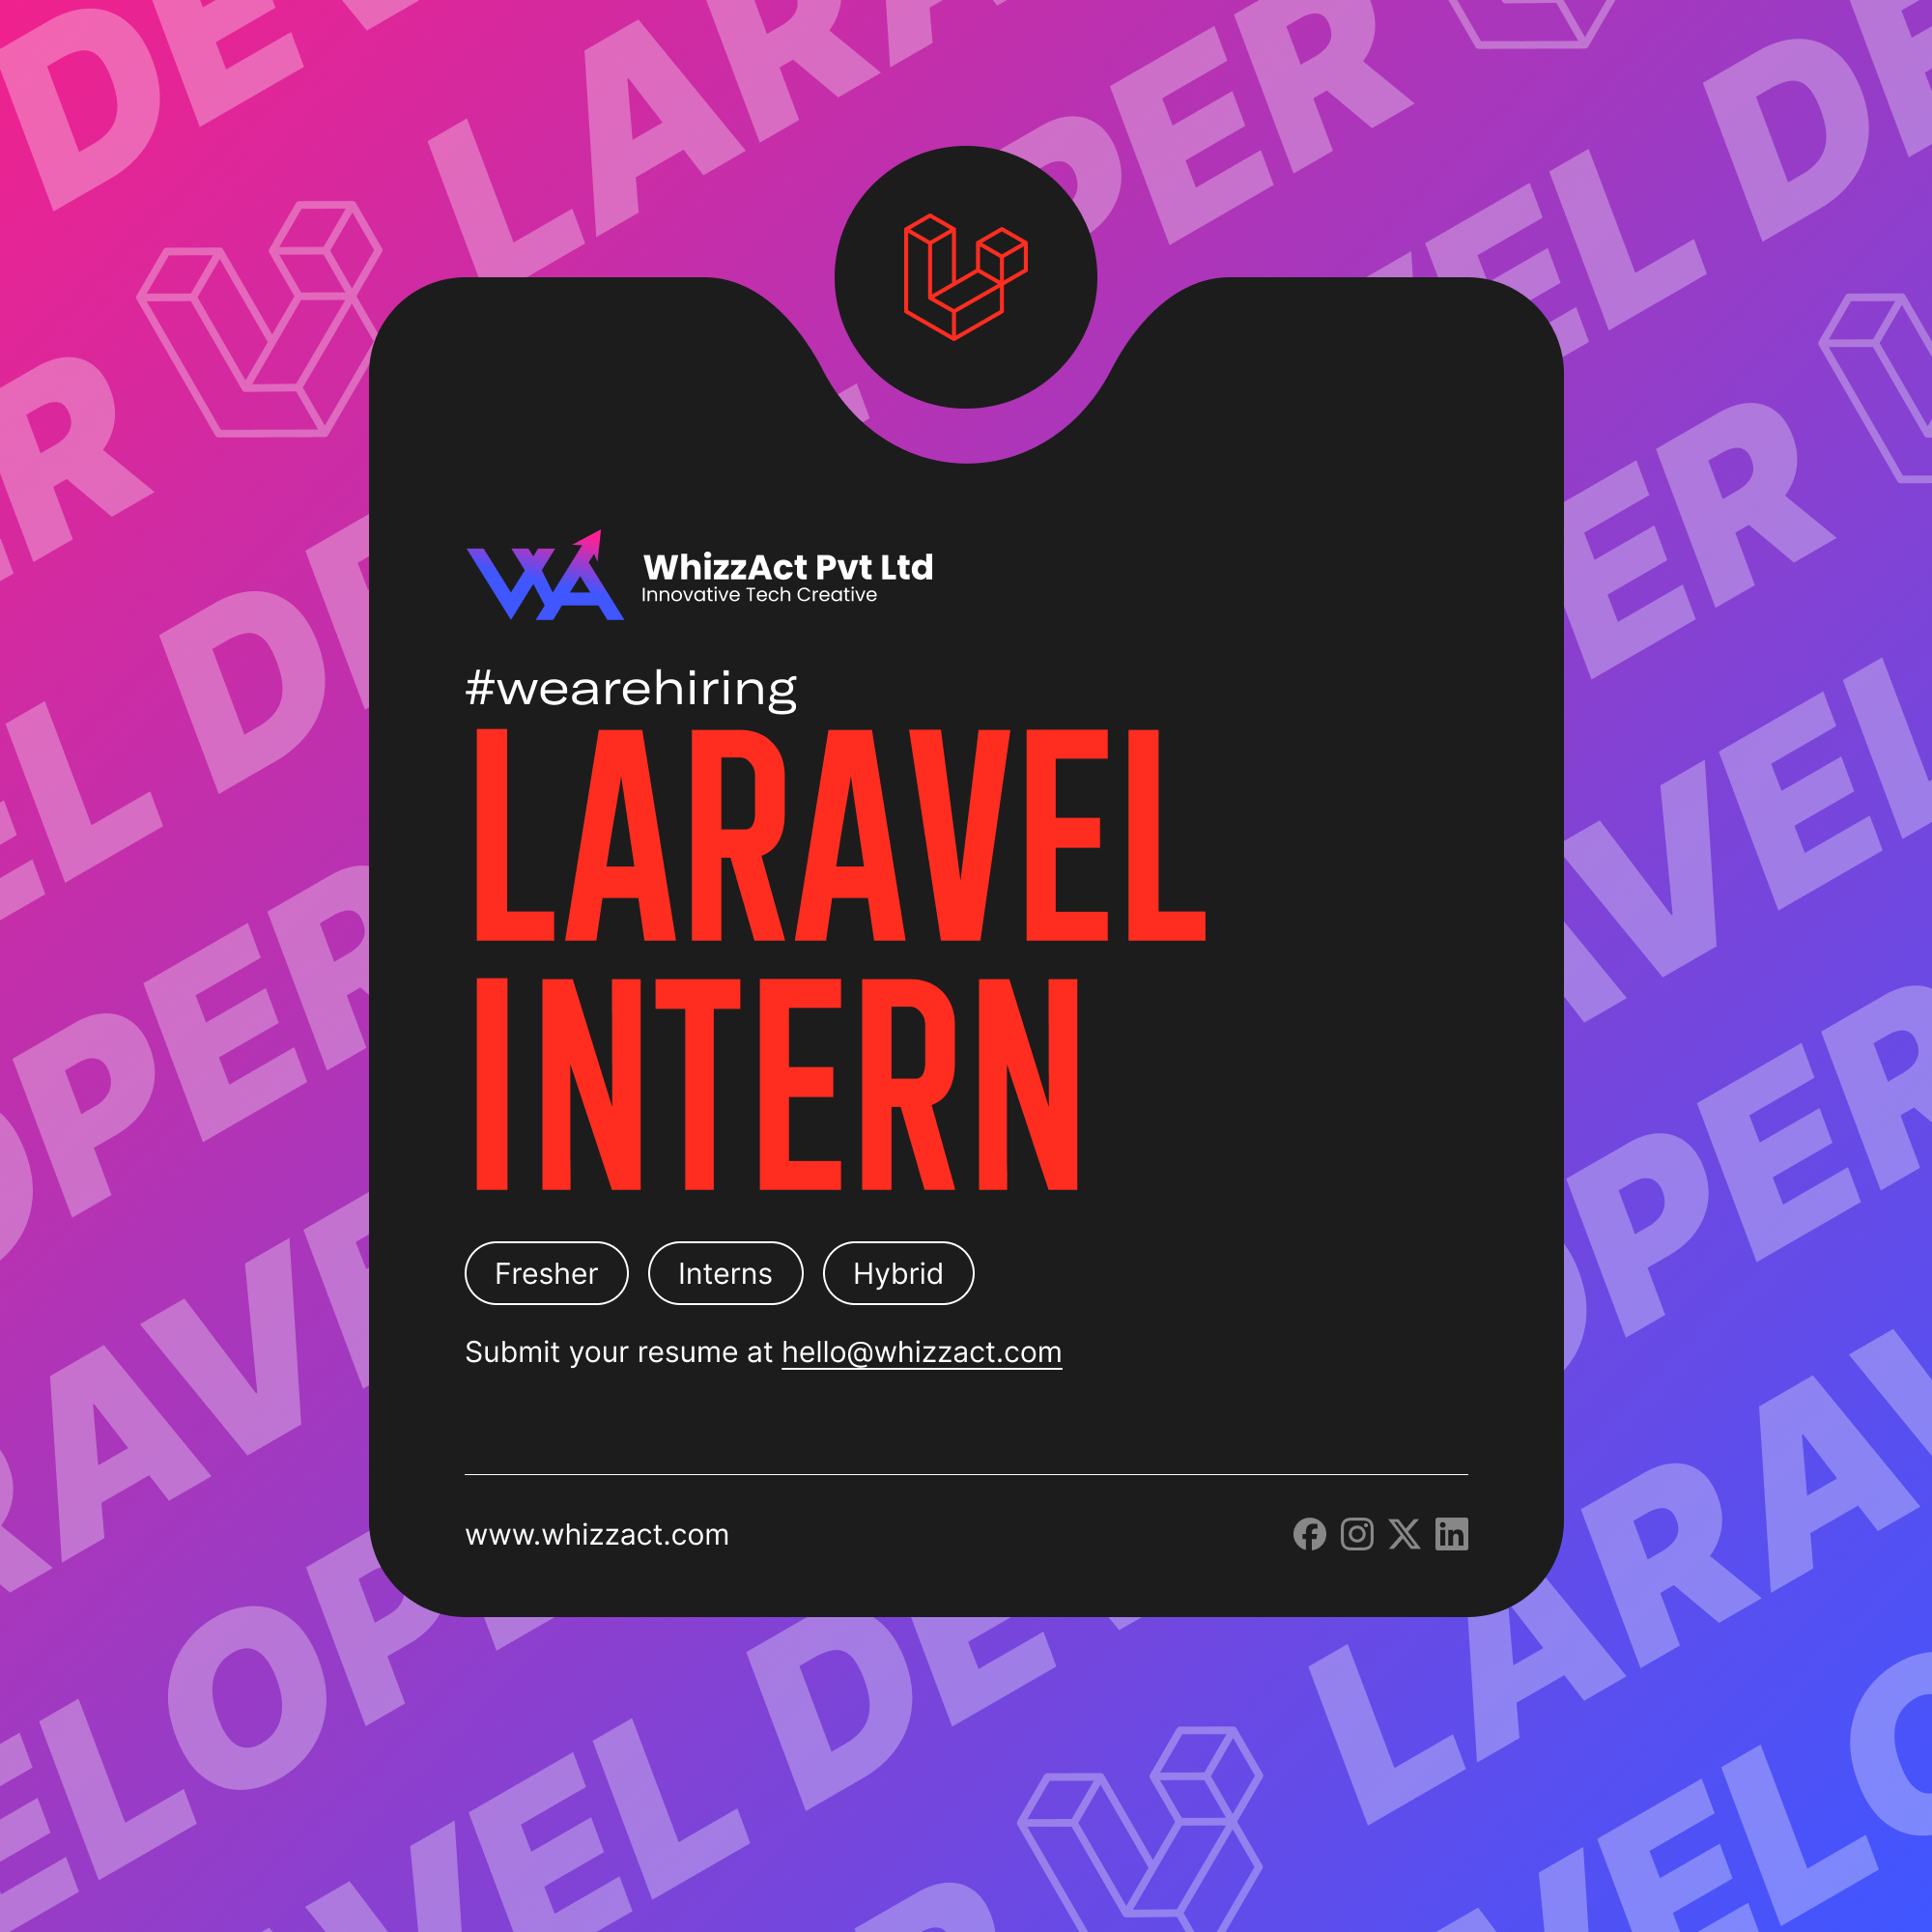 WhizzAct Pvt Ltd
Innovative Tech Creative
#wearehiring
LARAVEL
INTERN
Fresher
Interns
Hybrid
Submit your resume at hello@whizzact.com
www.whizzact.com